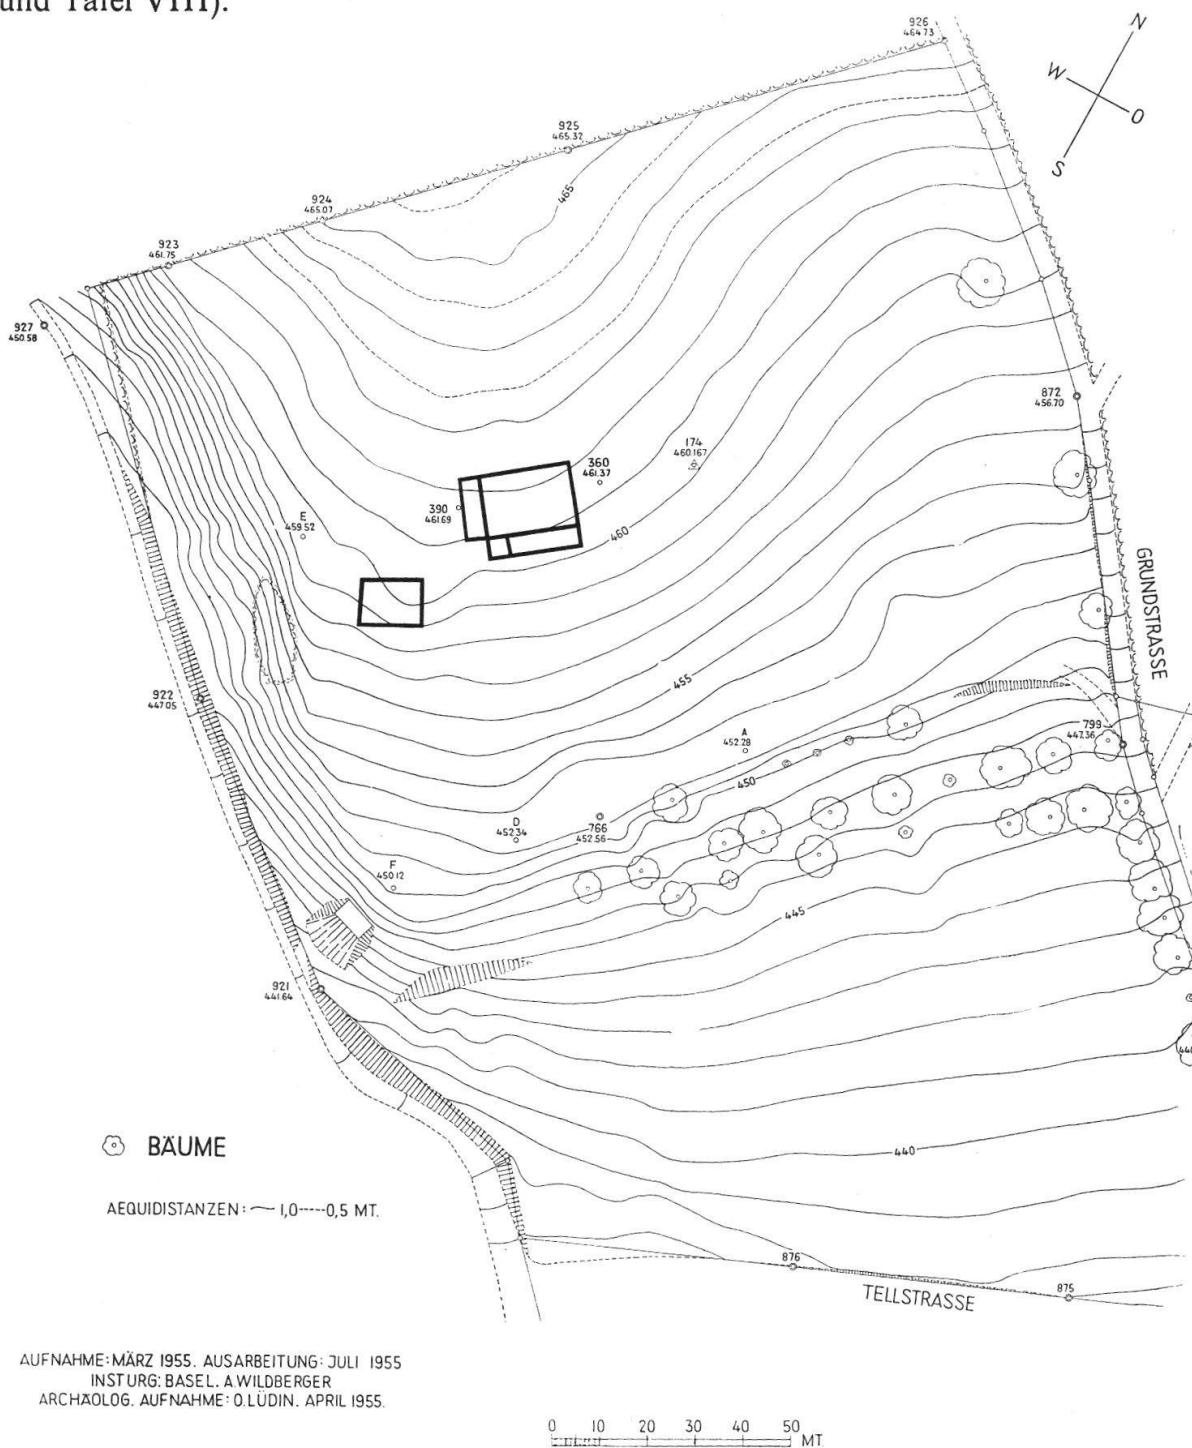 und Tafel VIII).
926
464.73
N
W
O
S
925
465.32
465
924
465.07
923
461.75
927
450.58
872
456.70
174
460.167
360
461.37
390
461.69
E
459.52
460
GRUNDSTRASSE
922
447.05
455
799
447.36
A
452.28
450
D
452.34
766
452.56
F
450.12
445
921
441.64
440
BÄUME
AEQUIDISTANZEN: 1,0----0,5 MT.
876
875
TELLSTRASSE
AUFNAHME: MÄRZ 1955. AUSARBEITUNG: JULI 1955
INSTURG: BASEL. A.WILDBERGER
ARCHÄOLOG. AUFNAHME: O.LÜDIN. APRIL 1955.
0 10 20 30 40 50
MT